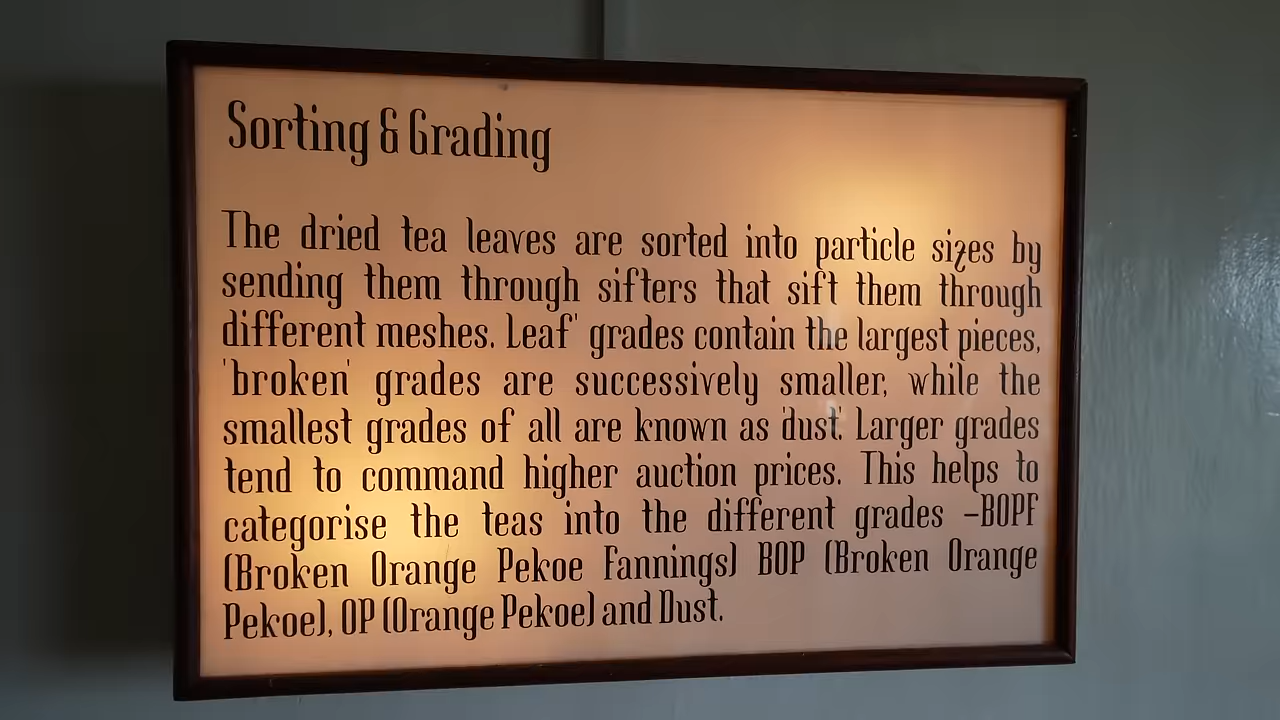 Sorting & Grading
The dried tea leaves are sorted into particle sizes by
sending them through sifters that sift them through
different meshes. Leaf' grades contain the largest pieces,
'broken' grades are successively smaller, while the
smallest grades of all are known as 'dust'. Larger grades
tend to command higher auction prices. This helps to
categorise the teas into the different grades –BOPF
(Broken Orange Pekoe Fannings) BOP (Broken Orange
Pekoe), OP (Orange Pekoe) and Dust.